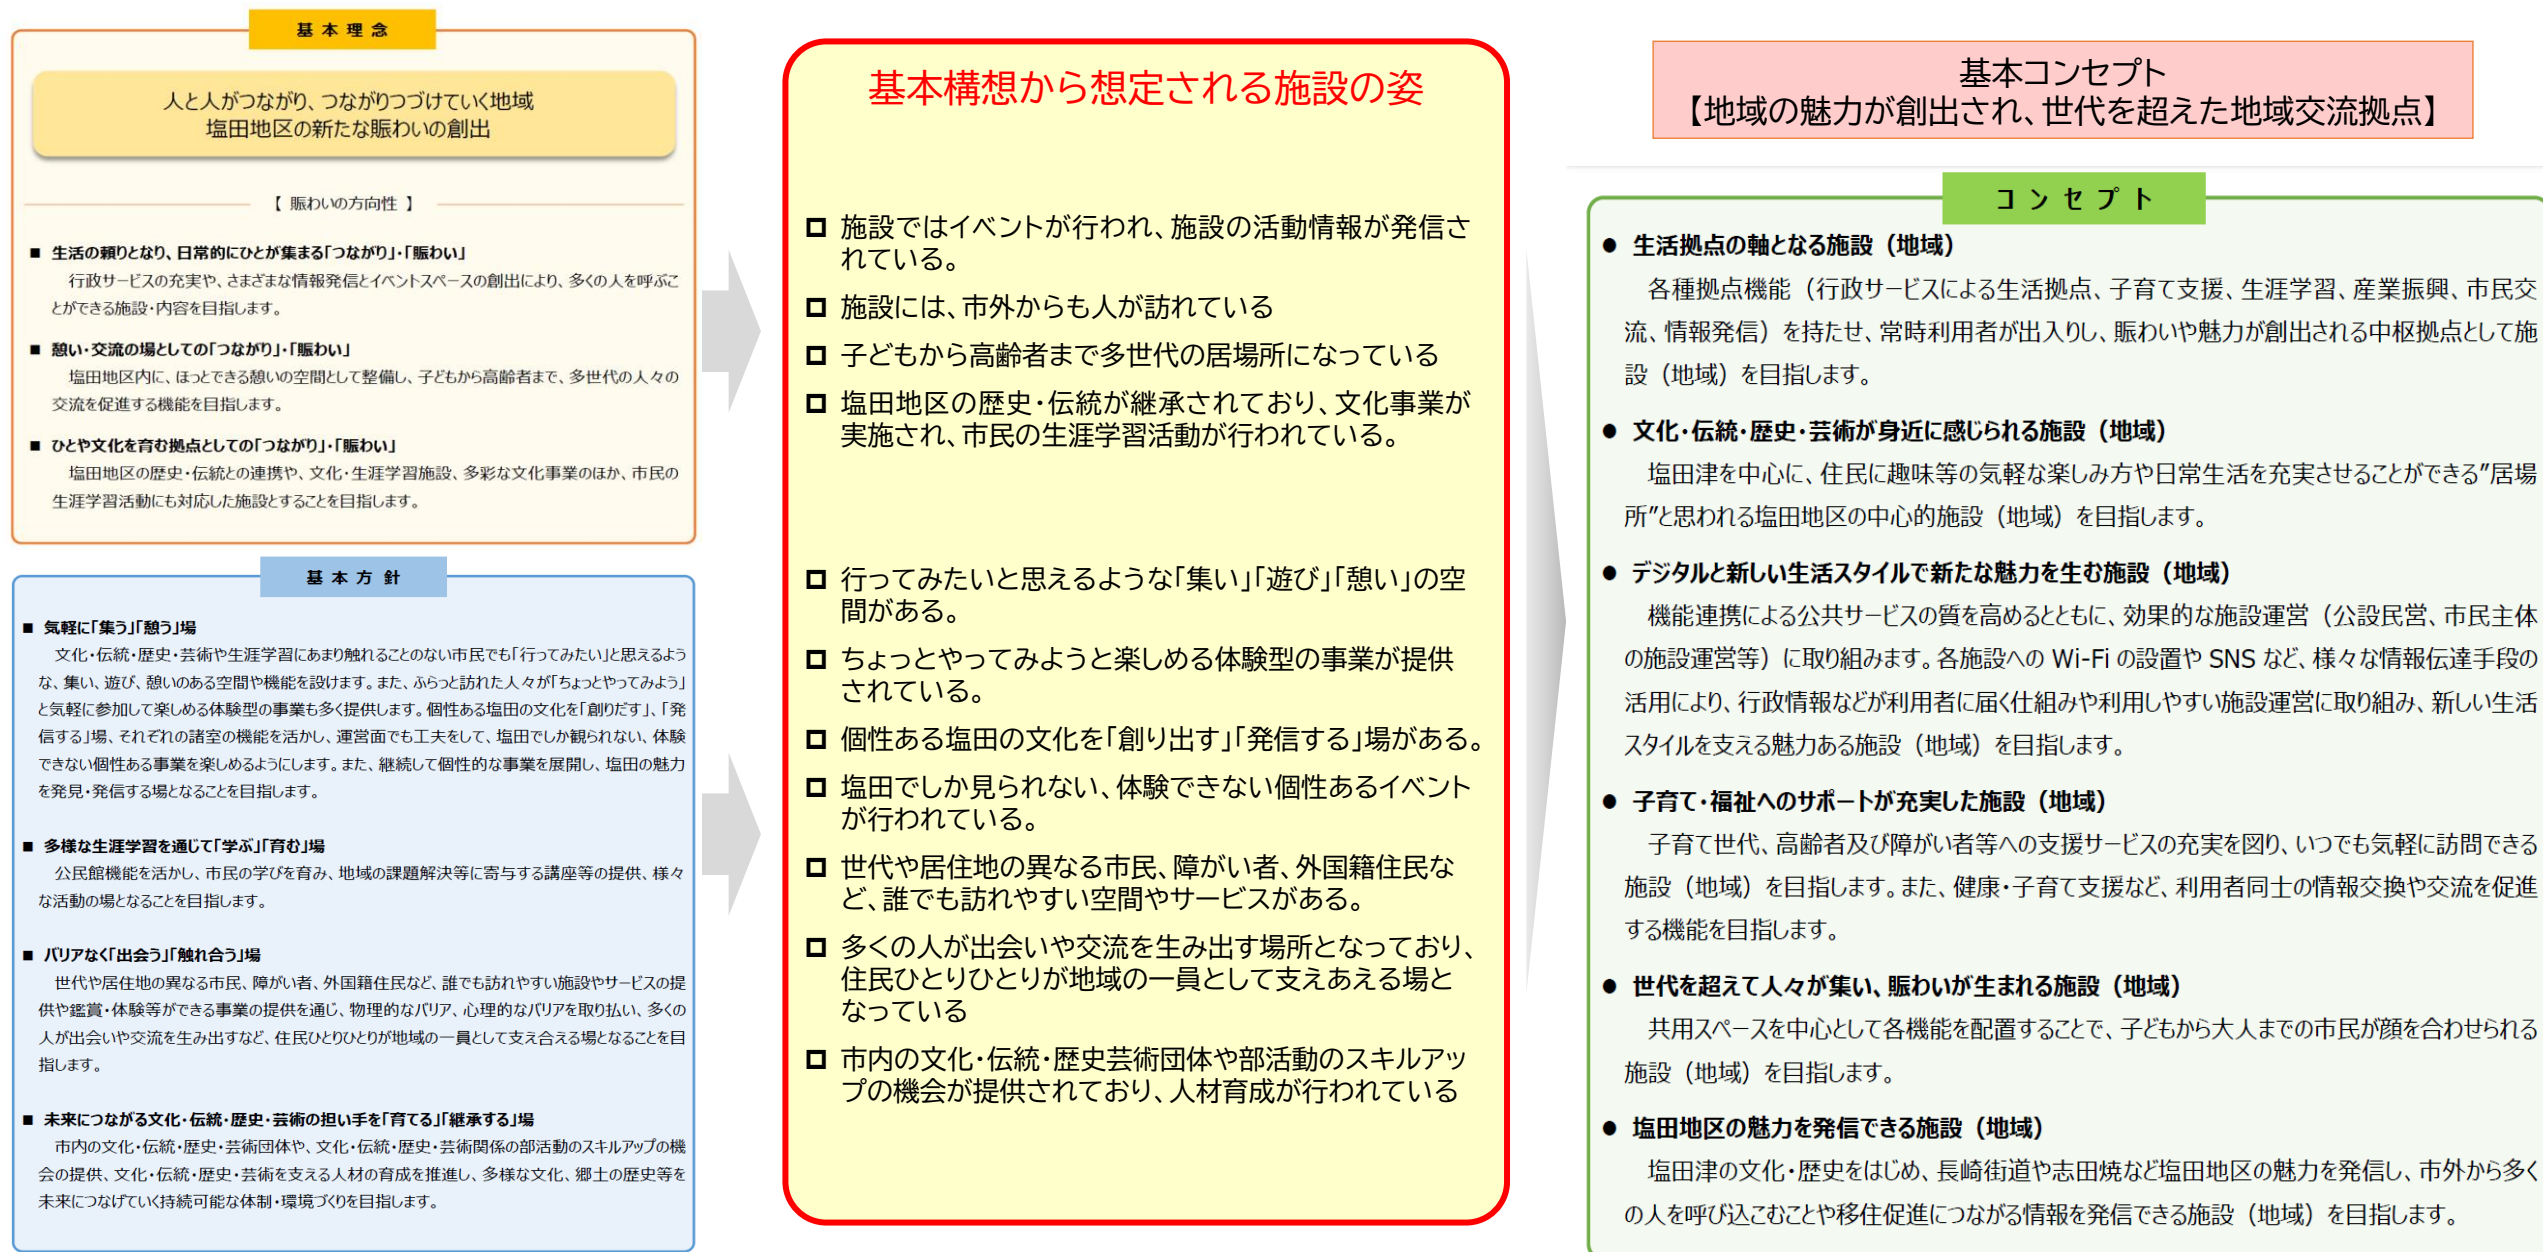 基本理念
人と人がつながり、つながりつづけていく地域
塩田地区の新たな賑わいの創出
【 賑わいの方向性 】
■ 生活の頼りとなり、日常的にひとが集まる「つながり」・「賑わい」
行政サービスの充実や、さまざまな情報発信とイベントスペースの創出により、多くの人を呼ぶこ
とができる施設・内容を目指します。
■ 憩い・交流の場としての「つながり」・「賑わい」
塩田地区内に、ほっとできる憩いの空間として整備し、子どもから高齢者まで、多世代の人々の
交流を促進する機能を目指します。
■ ひとや文化を育む拠点としての「つながり」・「賑わい」
塩田地区の歴史・伝統との連携や、文化・生涯学習施設、多彩な文化事業のほか、市民の
生涯学習活動にも対応した施設とすることを目指します。
基本方針
■ 気軽に「集う」「憩う」場
文化・伝統・歴史・芸術や生涯学習にあまり触れることのない市民でも「行ってみたい」と思えるよう
な、集い、遊び、憩いのある空間や機能を設けます。また、ふらっと訪れた人々が「ちょっとやってみよう」
と気軽に参加して楽しめる体験型の事業も多く提供します。個性ある塩田の文化を「創りだす」、「発
信する」場、それぞれの諸室の機能を活かし、運営面でも工夫をして、塩田でしか観られない、体験
できない個性ある事業を楽しめるようにします。また、継続して個性的な事業を展開し、塩田の魅力
を発見・発信する場となることを目指します。
■ 多様な生涯学習を通じて「学ぶ」「育む」場
公民館機能を活かし、市民の学びを育み、地域の課題解決等に寄与する講座等の提供、様々
な活動の場となることを目指します。
■ バリアなく「出会う」「触れ合う」場
世代や居住地の異なる市民、障がい者、外国籍住民など、誰でも訪れやすい施設やサービスの提
供や鑑賞・体験等ができる事業の提供を通じ、物理的なバリア、心理的なバリアを取り払い、多くの
人が出会いや交流を生み出すなど、住民ひとりひとりが地域の一員として支え合える場となることを目
指します。
■ 未来につながる文化・伝統・歴史・芸術の担い手を「育てる」「継承する」場
市内の文化・伝統・歴史・芸術団体や、文化・伝統・歴史・芸術関係の部活動のスキルアップの機
会の提供、文化・伝統・歴史・芸術を支える人材の育成を推進し、多様な文化、郷土の歴史等を
未来につなげていく持続可能な体制・環境づくりを目指します。
基本構想から想定される施設の姿
施設ではイベントが行われ、施設の活動情報が発信さ
れている。
施設には、市外からも人が訪れている
子どもから高齢者まで多世代の居場所になっている
塩田地区の歴史・伝統が継承されており、文化事業が
実施され、市民の生涯学習活動が行われている。
行ってみたいと思えるような「集い」「遊び」「憩い」の空
間がある。
ちょっとやってみようと楽しめる体験型の事業が提供
されている。
個性ある塩田の文化を「創り出す」「発信する」場がある。
塩田でしか見られない、体験できない個性あるイベント
が行われている。
世代や居住地の異なる市民、障がい者、外国籍住民な
ど、誰でも訪れやすい空間やサービスがある。
多くの人が出会いや交流を生み出す場所となっており、
住民ひとりひとりが地域の一員として支えあえる場と
なっている
市内の文化・伝統・歴史芸術団体や部活動のスキルアッ
プの機会が提供されており、人材育成が行われている
基本コンセプト
【地域の魅力が創出され、世代を超えた地域交流拠点】
コンセプト
● 生活拠点の軸となる施設（地域）
各種拠点機能（行政サービスによる生活拠点、子育て支援、生涯学習、産業振興、市民交
流、情報発信）を持たせ、常時利用者が出入りし、賑わいや魅力が創出される中枢拠点として施
設（地域）を目指します。
● 文化・伝統・歴史・芸術が身近に感じられる施設（地域）
塩田津を中心に、住民に趣味等の気軽な楽しみ方や日常生活を充実させることができる”居場
所”と思われる塩田地区の中心的施設（地域）を目指します。
● デジタルと新しい生活スタイルで新たな魅力を生む施設（地域）
機能連携による公共サービスの質を高めるとともに、効果的な施設運営（公設民営、市民主体
の施設運営等）に取り組みます。各施設への Wi-Fi の設置や SNS など、様々な情報伝達手段の
活用により、行政情報などが利用者に届く仕組みや利用しやすい施設運営に取り組み、新しい生活
スタイルを支える魅力ある施設（地域）を目指します。
● 子育て・福祉へのサポートが充実した施設（地域）
子育て世代、高齢者及び障がい者等への支援サービスの充実を図り、いつでも気軽に訪問できる
施設（地域）を目指します。また、健康・子育て支援など、利用者同士の情報交換や交流を促進
する機能を目指します。
● 世代を超えて人々が集い、賑わいが生まれる施設（地域）
共用スペースを中心として各機能を配置することで、子どもから大人までの市民が顔を合わせられる
施設（地域）を目指します。
● 塩田地区の魅力を発信できる施設（地域）
塩田津の文化・歴史をはじめ、長崎街道や志田焼など塩田地区の魅力を発信し、市外から多く
の人を呼び込こむことや移住促進につながる情報を発信できる施設（地域）を目指します。